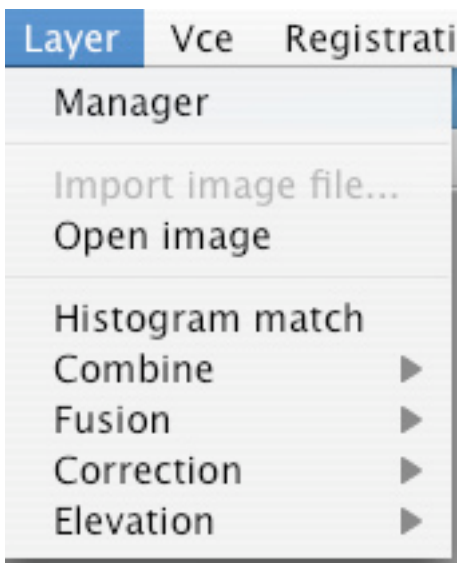 Layer Vce Registrati
Manager
Import image file...
Open image
Histogram match
Combine
Fusion
Correction
Elevation